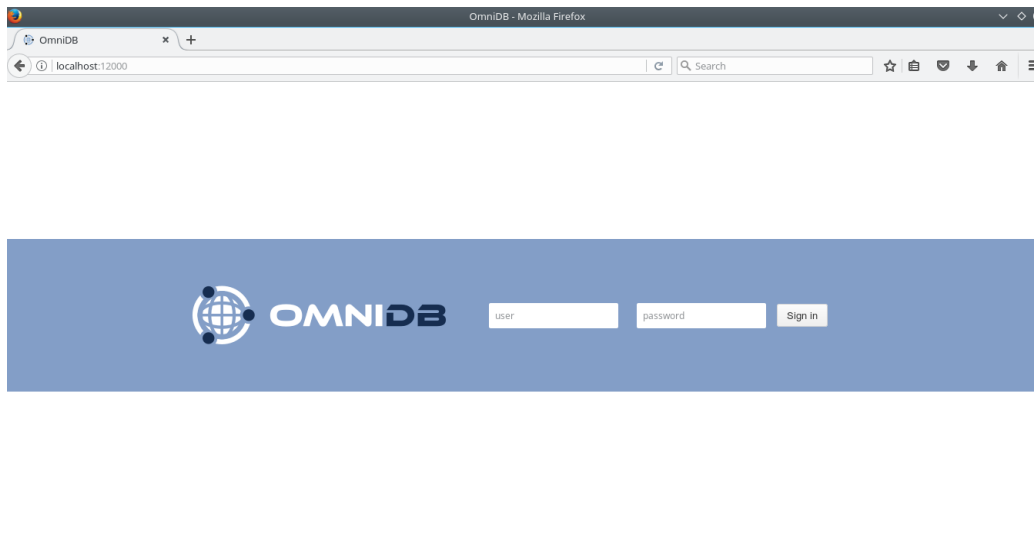 OmniDB - Mozilla Firefox
OmniDB
localhost:12000 Search
OMNIDB user password Sign in